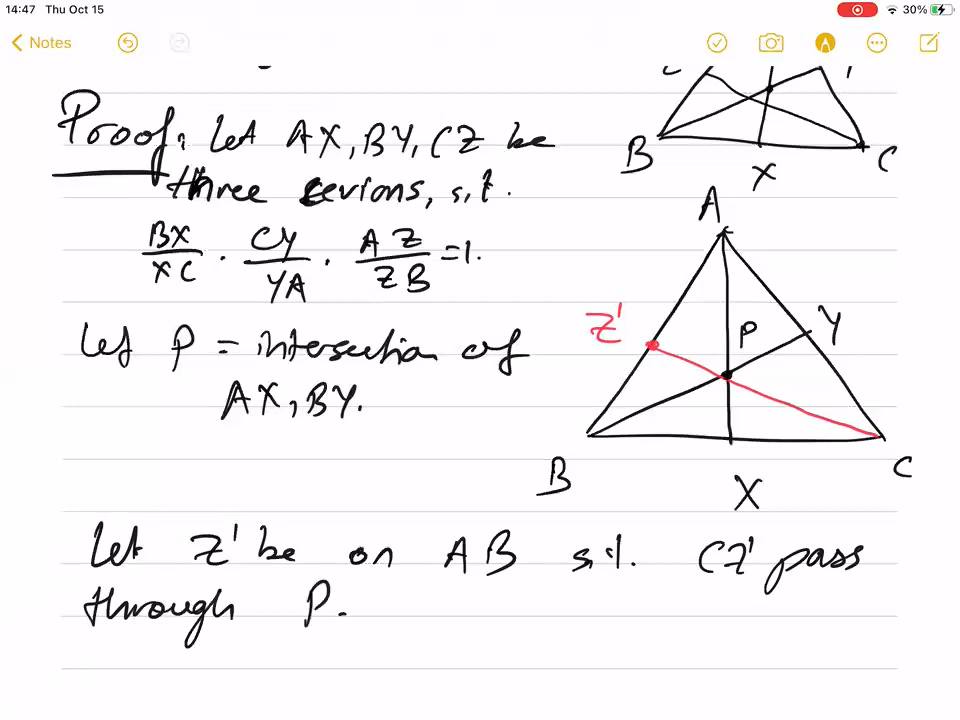 14:47 Thu Oct 15
30%
Notes
B
X
C
Proof: Let AX, BY, CZ be
three cevians, s.t.
BX/XC · CY/YA · AZ/ZB = 1.
A
Z'
P
Y
Let P = intersection of
AX, BY.
B
X
C
Let Z' be on AB s.t. CZ' pass
through P.